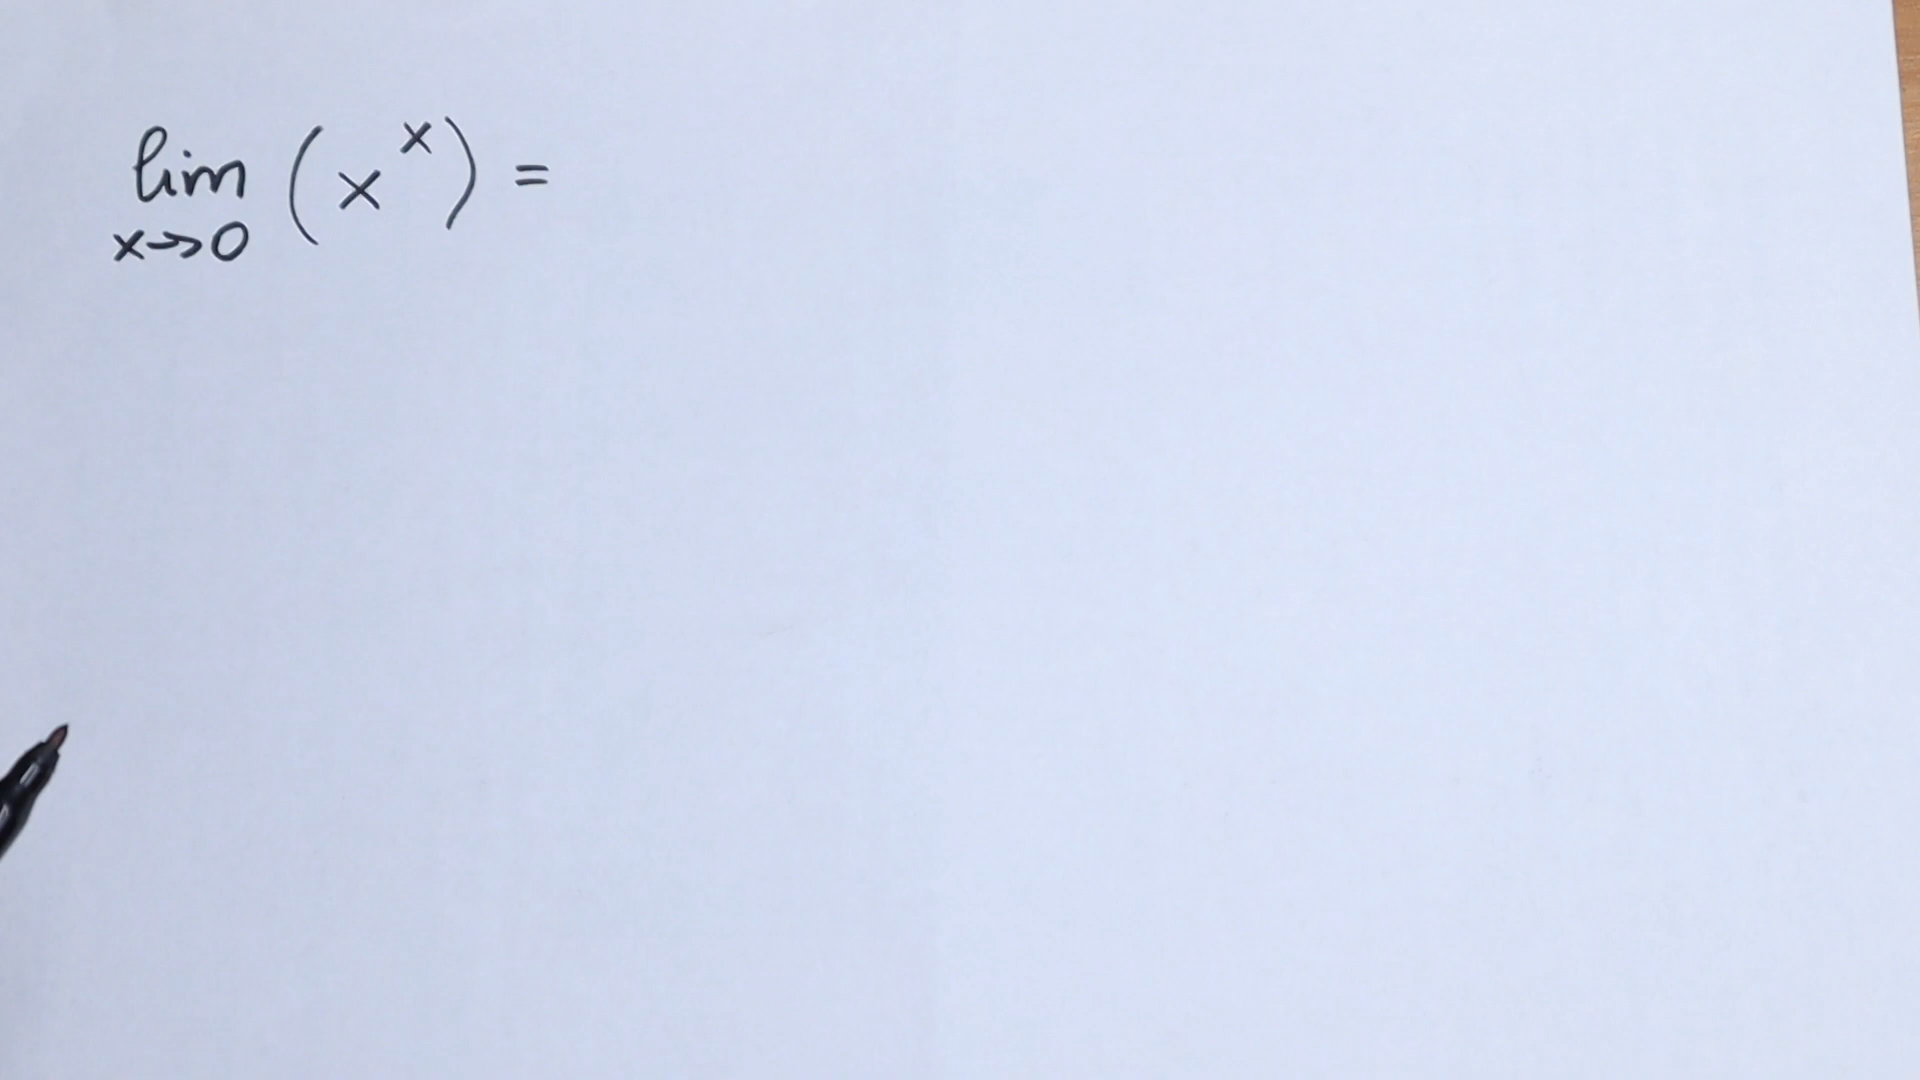 lim (x^x) =
x→0